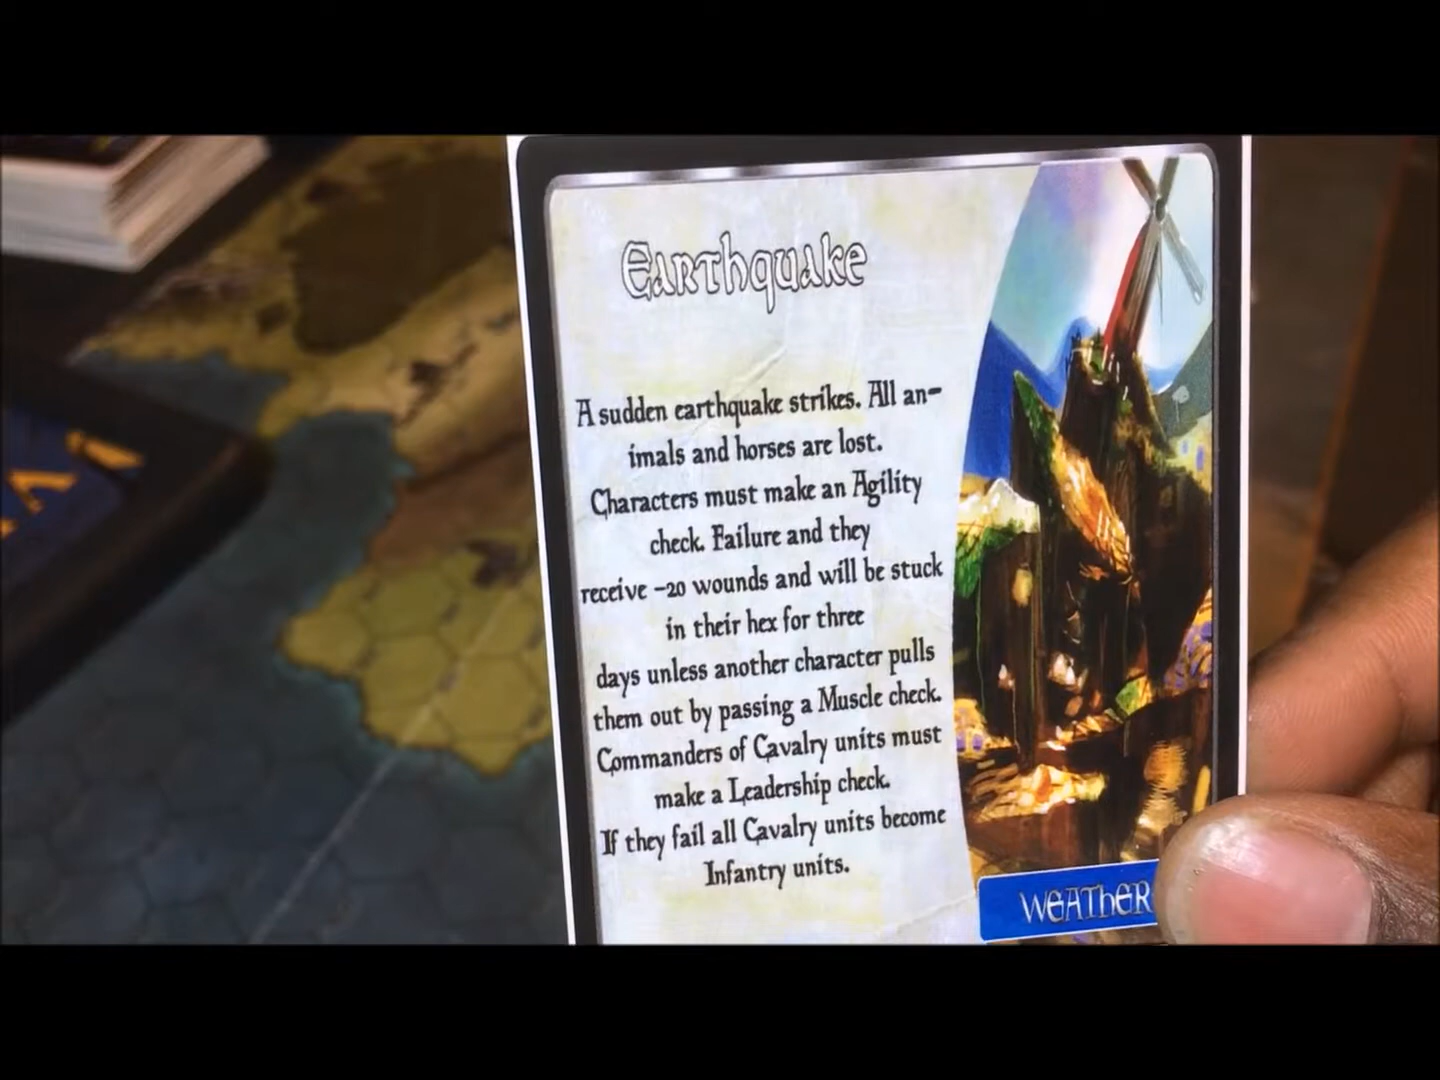 Earthquake
A sudden earthquake strikes. All an-
imals and horses are lost.
Characters must make an Agility
check. Failure and they
receive -20 wounds and will be stuck
in their hex for three
days unless another character pulls
them out by passing a Muscle check.
Commanders of Cavalry units must
make a Leadership check.
If they fail all Cavalry units become
Infantry units.
WEATHER